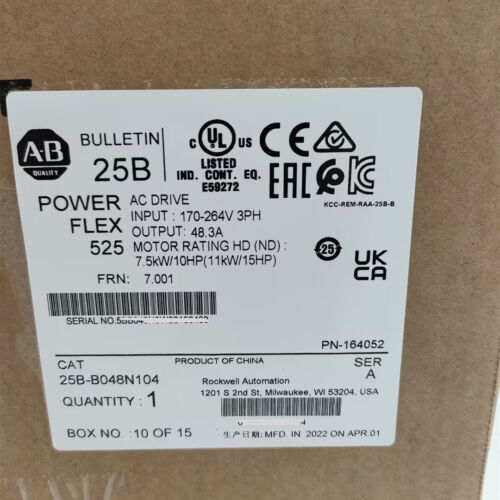 A-B
QUALITY
BULLETIN
25B
POWER
FLEX
525
C UL US
LISTED
IND. CONT. EQ.
E59272
CE
EAC
KC
KCC-REM-RAA-25B-B
25
UK
CA
AC DRIVE
INPUT : 170-264V 3PH
OUTPUT: 48.3A
MOTOR RATING HD (ND) :
7.5kW/10HP(11kW/15HP)
FRN: 7.001
SERIAL NO.
PN-164052
CAT
25B-B048N104
PRODUCT OF CHINA
SER
A
QUANTITY : 1
Rockwell Automation
1201 S 2nd St, Milwaukee, WI 53204, USA
BOX NO. :10 OF 15
生产日期: MFD. IN 2022 ON APR.01